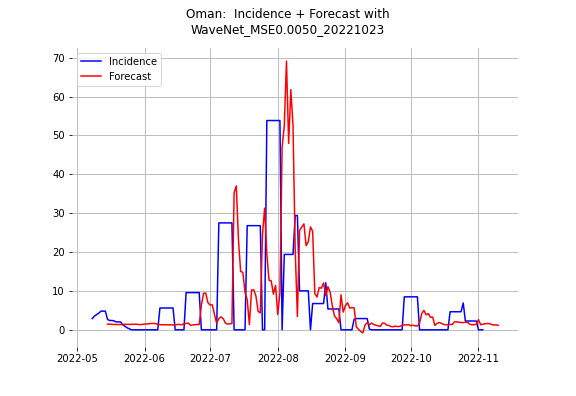 Oman:  Incidence + Forecast with
WaveNet_MSE0.0050_20221023
Incidence
Forecast
70
60
50
40
30
20
10
0
2022-05 2022-06 2022-07 2022-08 2022-09 2022-10 2022-11